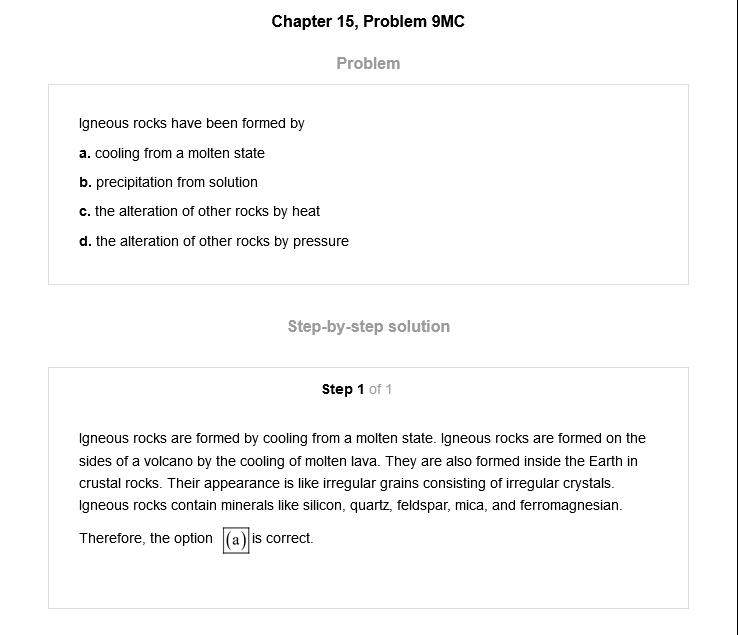 Chapter 15, Problem 9MC
Problem
Igneous rocks have been formed by
a. cooling from a molten state
b. precipitation from solution
c. the alteration of other rocks by heat
d. the alteration of other rocks by pressure
Step-by-step solution
Step 1 of 1
Igneous rocks are formed by cooling from a molten state. Igneous rocks are formed on the
sides of a volcano by the cooling of molten lava. They are also formed inside the Earth in
crustal rocks. Their appearance is like irregular grains consisting of irregular crystals.
Igneous rocks contain minerals like silicon, quartz, feldspar, mica, and ferromagnesian.
Therefore, the option (a) is correct.